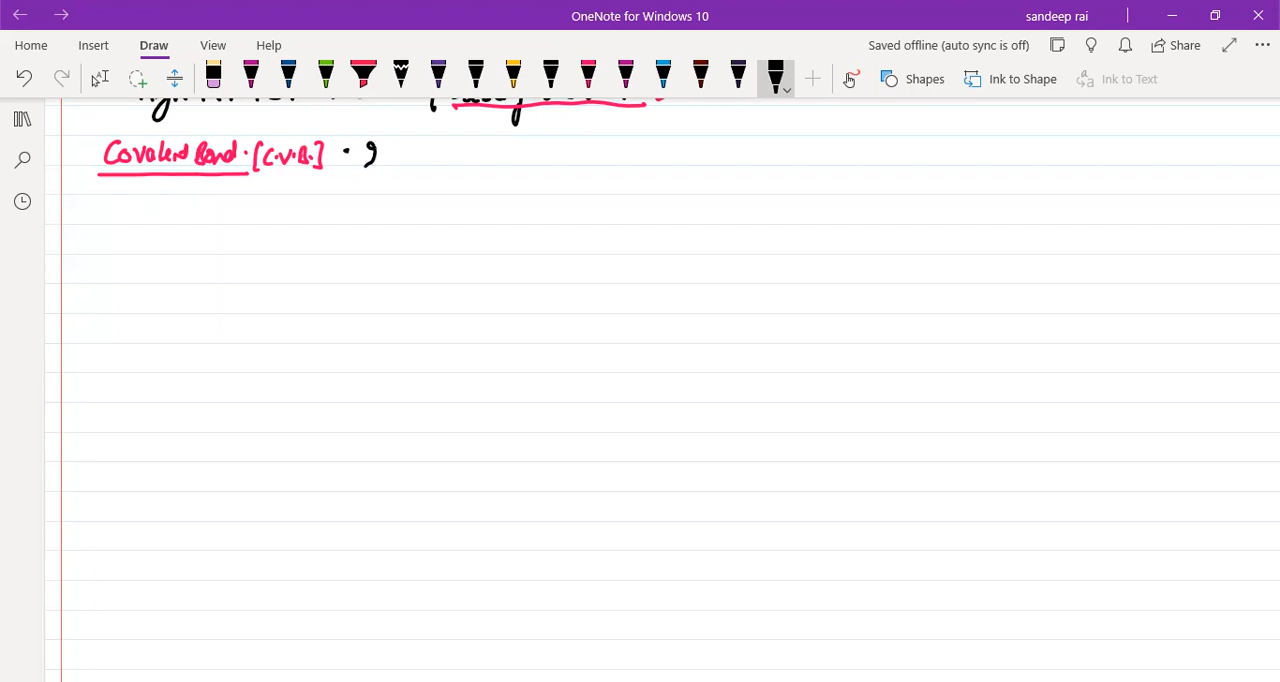 OneNote for Windows 10
sandeep rai
Home Insert Draw View Help
Saved offline (auto sync is off) Share
Shapes Ink to Shape Ink to Text
Covalent Bond · [C.V.B.] ·